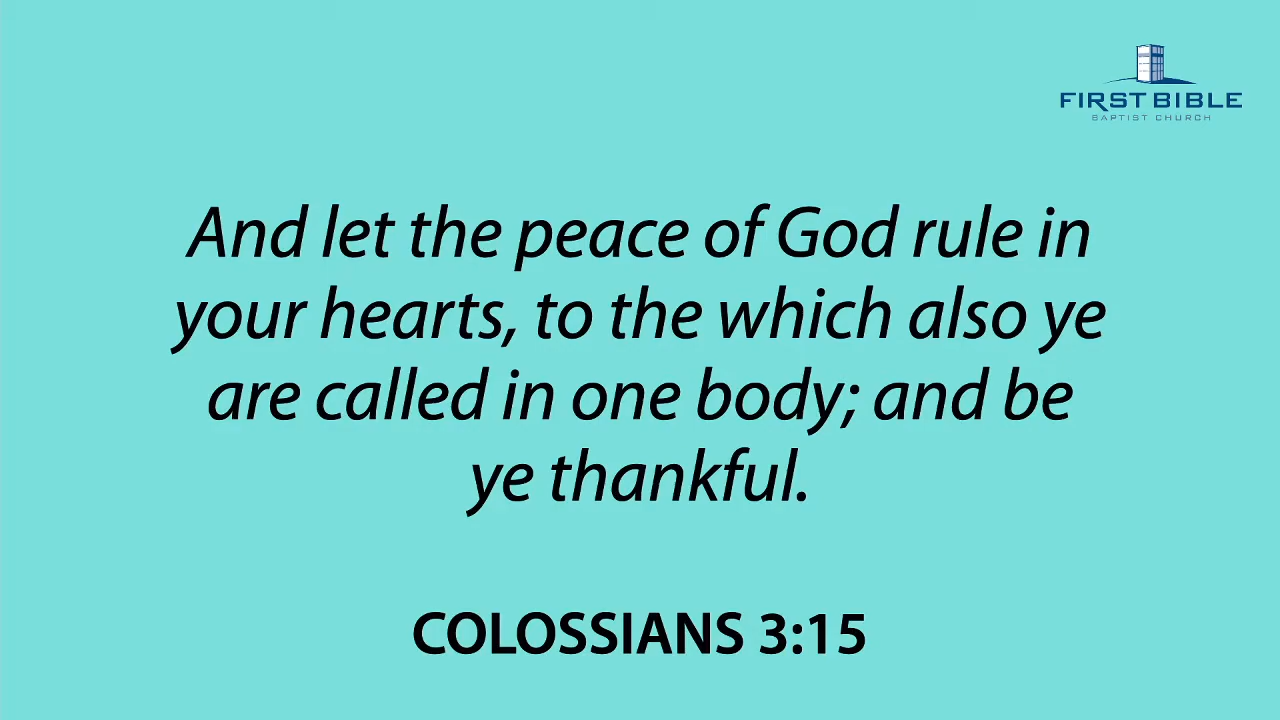 FIRST BIBLE
BAPTIST CHURCH
And let the peace of God rule in
your hearts, to the which also ye
are called in one body; and be
ye thankful.
COLOSSIANS 3:15